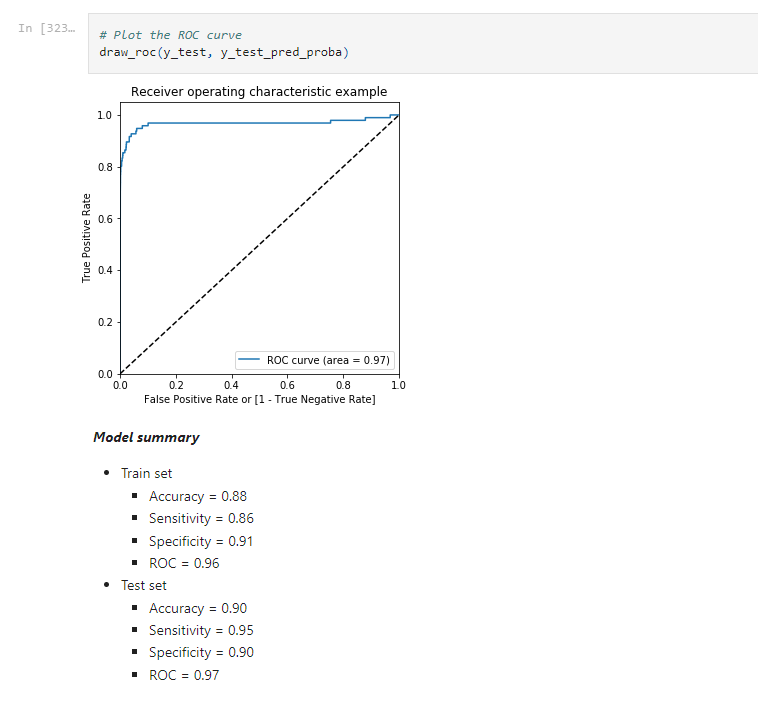 In [323…
# Plot the ROC curve
draw_roc(y_test, y_test_pred_proba)
Receiver operating characteristic example
1.0
0.8
0.6
0.4
0.2
0.0
True Positive Rate
ROC curve (area = 0.97)
0.0 0.2 0.4 0.6 0.8 1.0
False Positive Rate or [1 - True Negative Rate]
Model summary
Train set
Accuracy = 0.88
Sensitivity = 0.86
Specificity = 0.91
ROC = 0.96
Test set
Accuracy = 0.90
Sensitivity = 0.95
Specificity = 0.90
ROC = 0.97